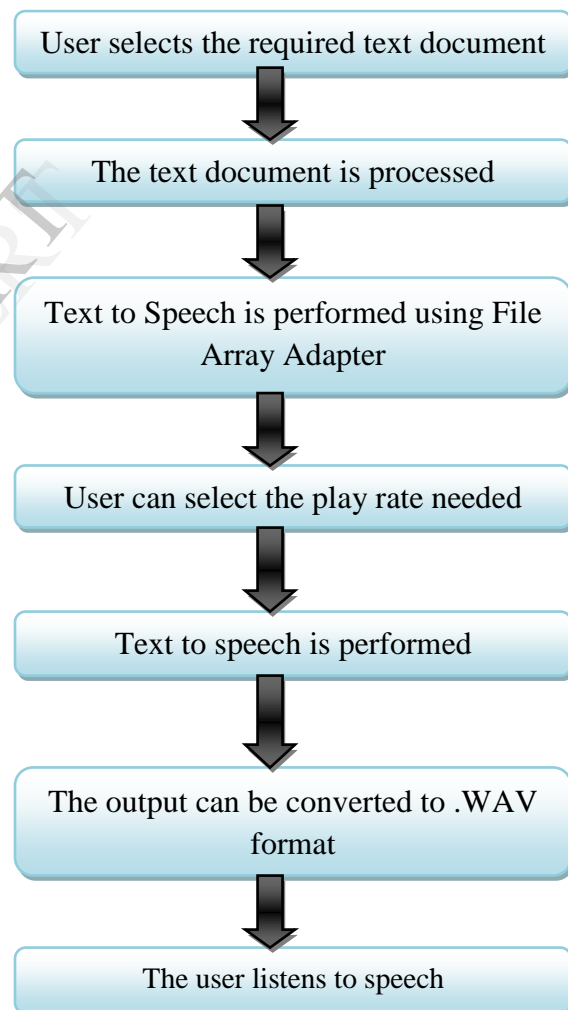 User selects the required text document
The text document is processed
Text to Speech is performed using File
Array Adapter
User can select the play rate needed
Text to speech is performed
The output can be converted to .WAV
format
The user listens to speech